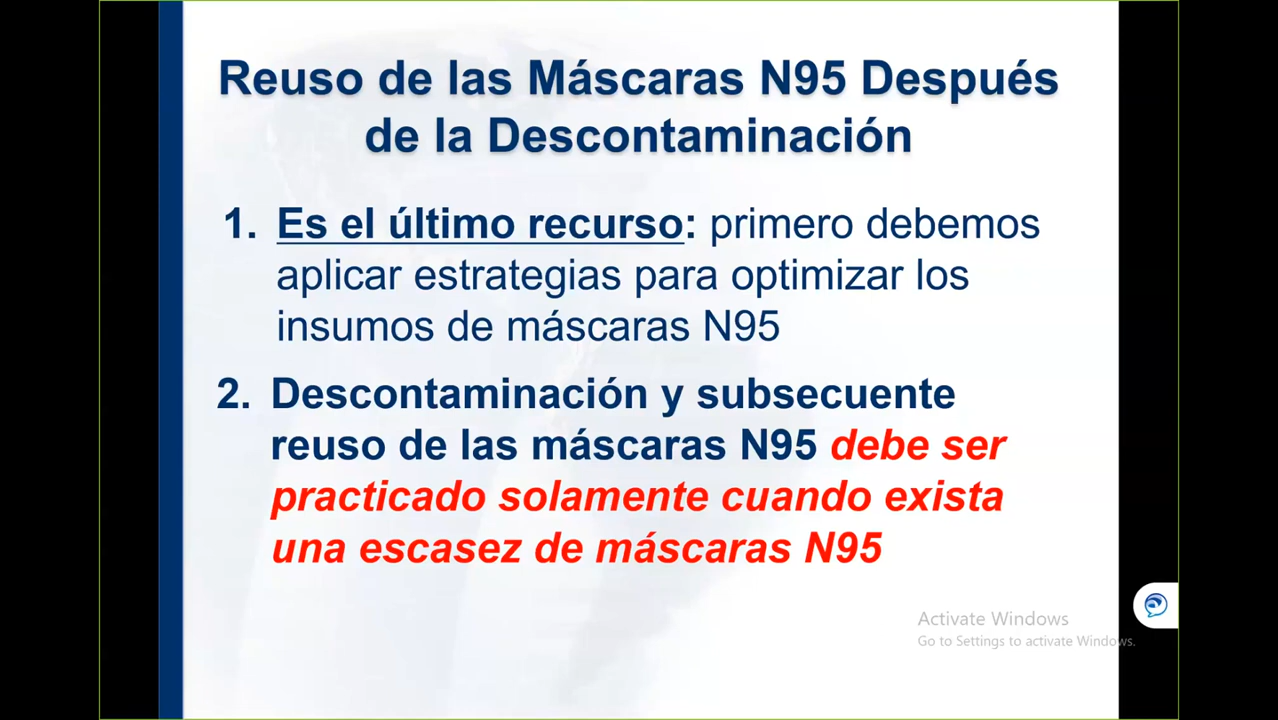 Reuso de las Máscaras N95 Después
de la Descontaminación
1. Es el último recurso: primero debemos
aplicar estrategias para optimizar los
insumos de máscaras N95
2. Descontaminación y subsecuente
reuso de las máscaras N95 debe ser
practicado solamente cuando exista
una escasez de máscaras N95
Activate Windows
Go to Settings to activate Windows.